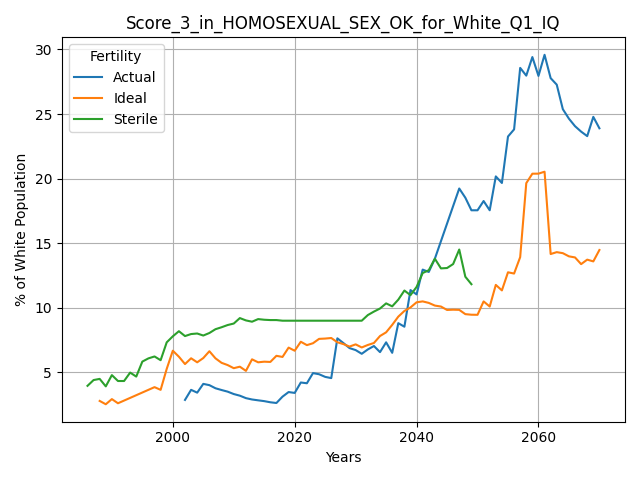 Score_3_in_HOMOSEXUAL_SEX_OK_for_White_Q1_IQ
Fertility
Actual
Ideal
Sterile
% of White Population
30
25
20
15
10
5
2000 2020 2040 2060
Years